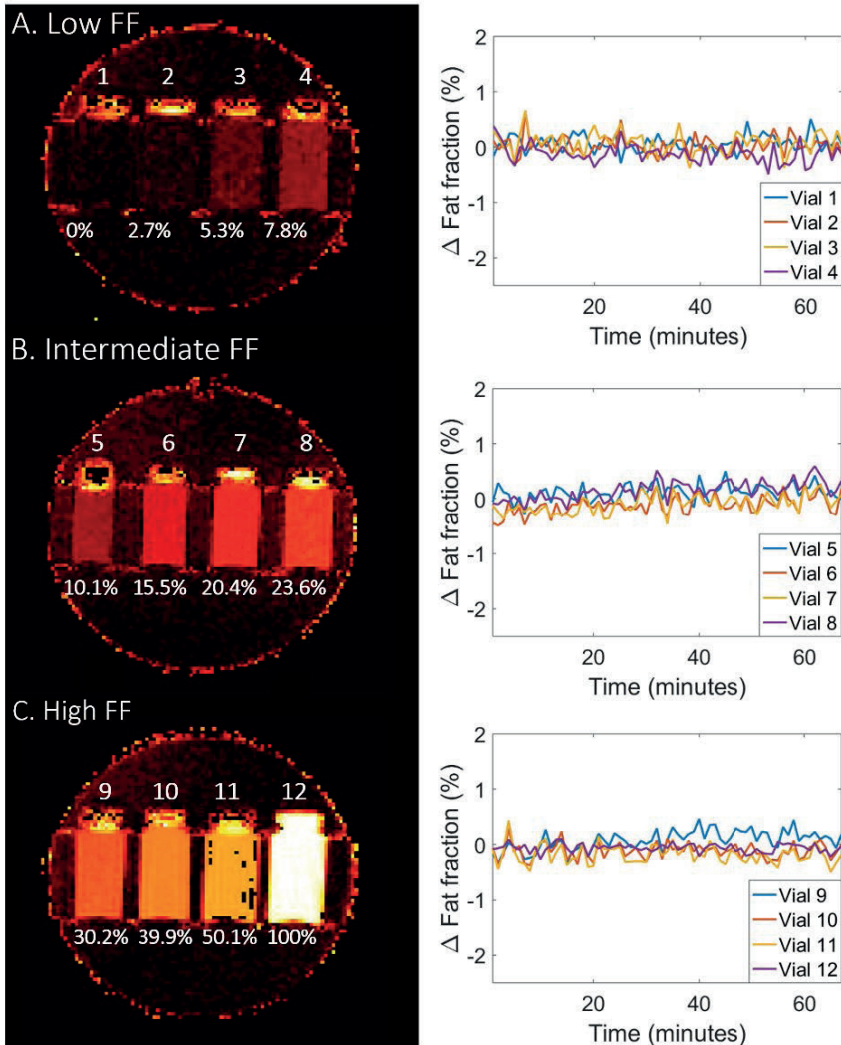 A. Low FF
1 2 3 4
0% 2.7% 5.3% 7.8%
2
1
0
-1
-2
Δ Fat fraction (%)
20 40 60
Time (minutes)
Vial 1
Vial 2
Vial 3
Vial 4
B. Intermediate FF
5 6 7 8
10.1% 15.5% 20.4% 23.6%
2
1
0
-1
-2
Δ Fat fraction (%)
20 40 60
Time (minutes)
Vial 5
Vial 6
Vial 7
Vial 8
C. High FF
9 10 11 12
30.2% 39.9% 50.1% 100%
2
1
0
-1
-2
Δ Fat fraction (%)
20 40 60
Time (minutes)
Vial 9
Vial 10
Vial 11
Vial 12